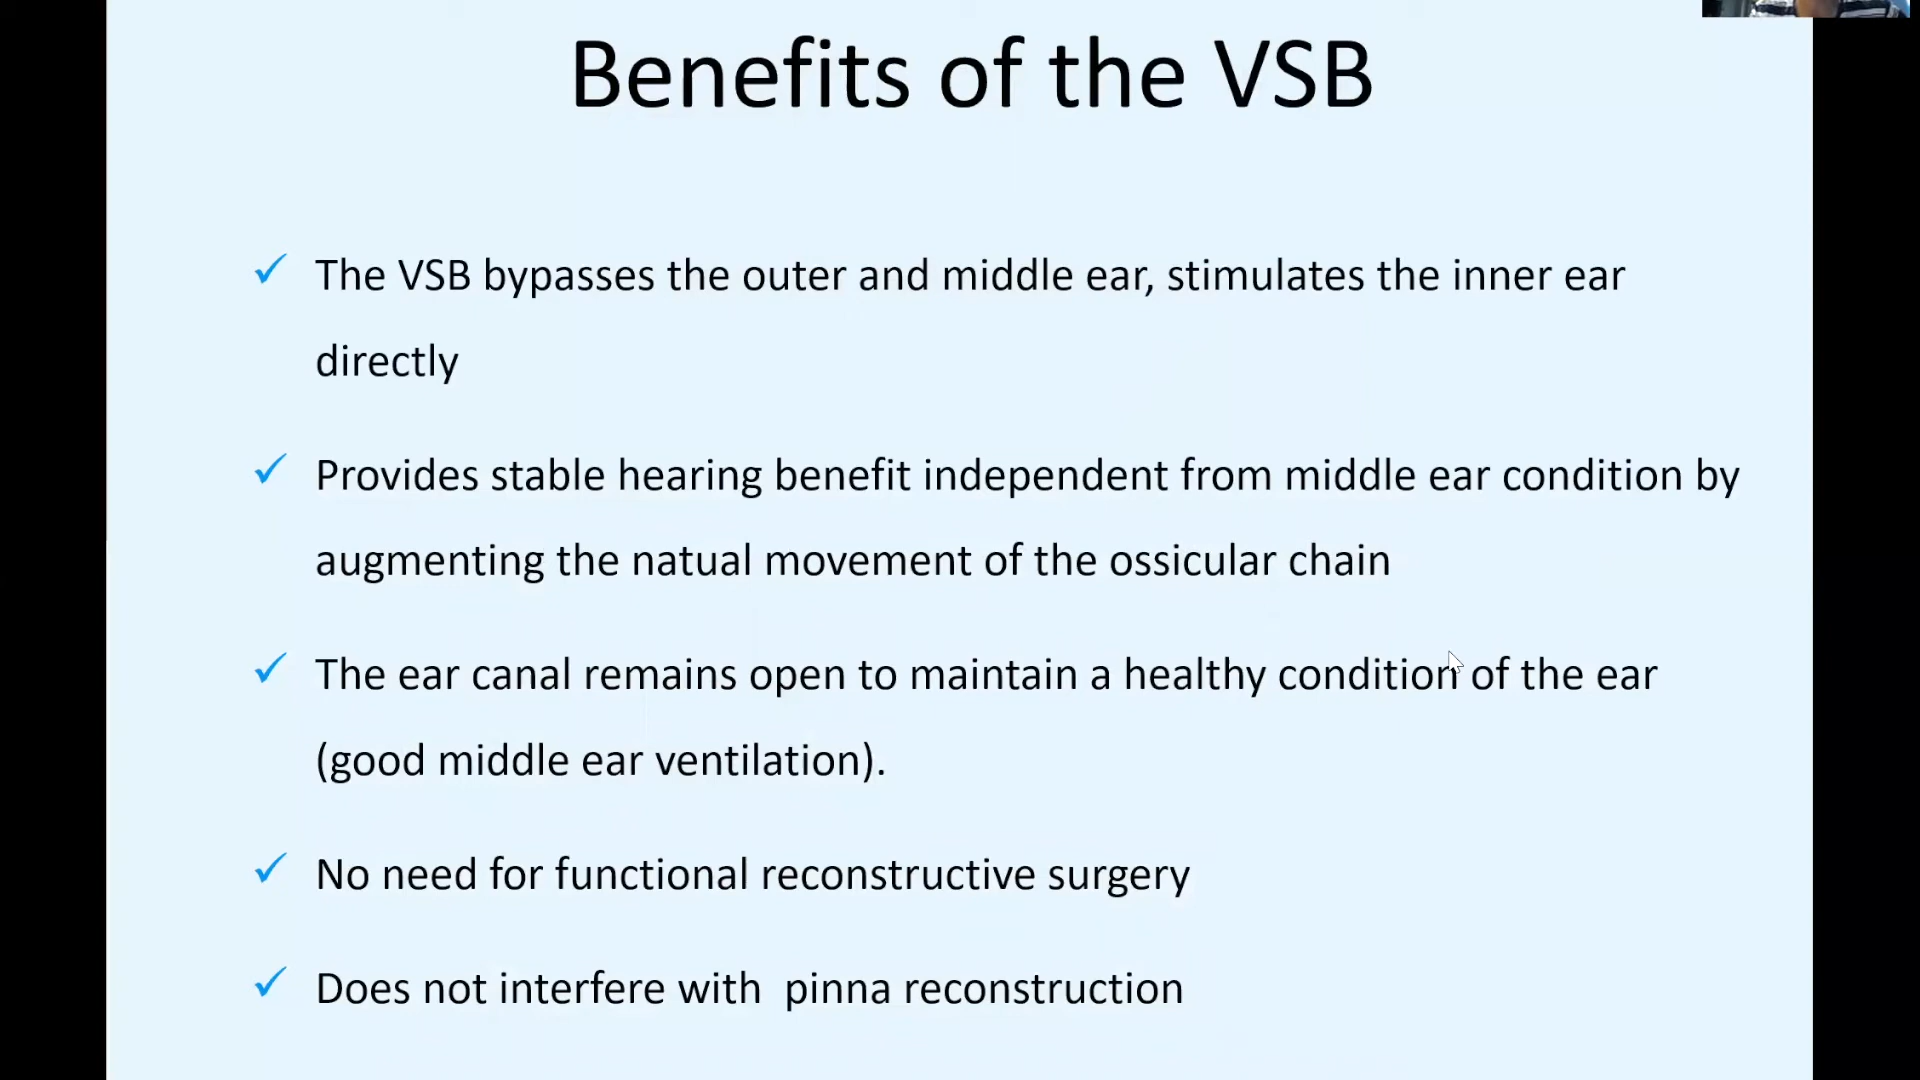 Benefits of the VSB
✓ The VSB bypasses the outer and middle ear, stimulates the inner ear
directly
✓ Provides stable hearing benefit independent from middle ear condition by
augmenting the natual movement of the ossicular chain
✓ The ear canal remains open to maintain a healthy condition of the ear
(good middle ear ventilation).
✓ No need for functional reconstructive surgery
✓ Does not interfere with  pinna reconstruction